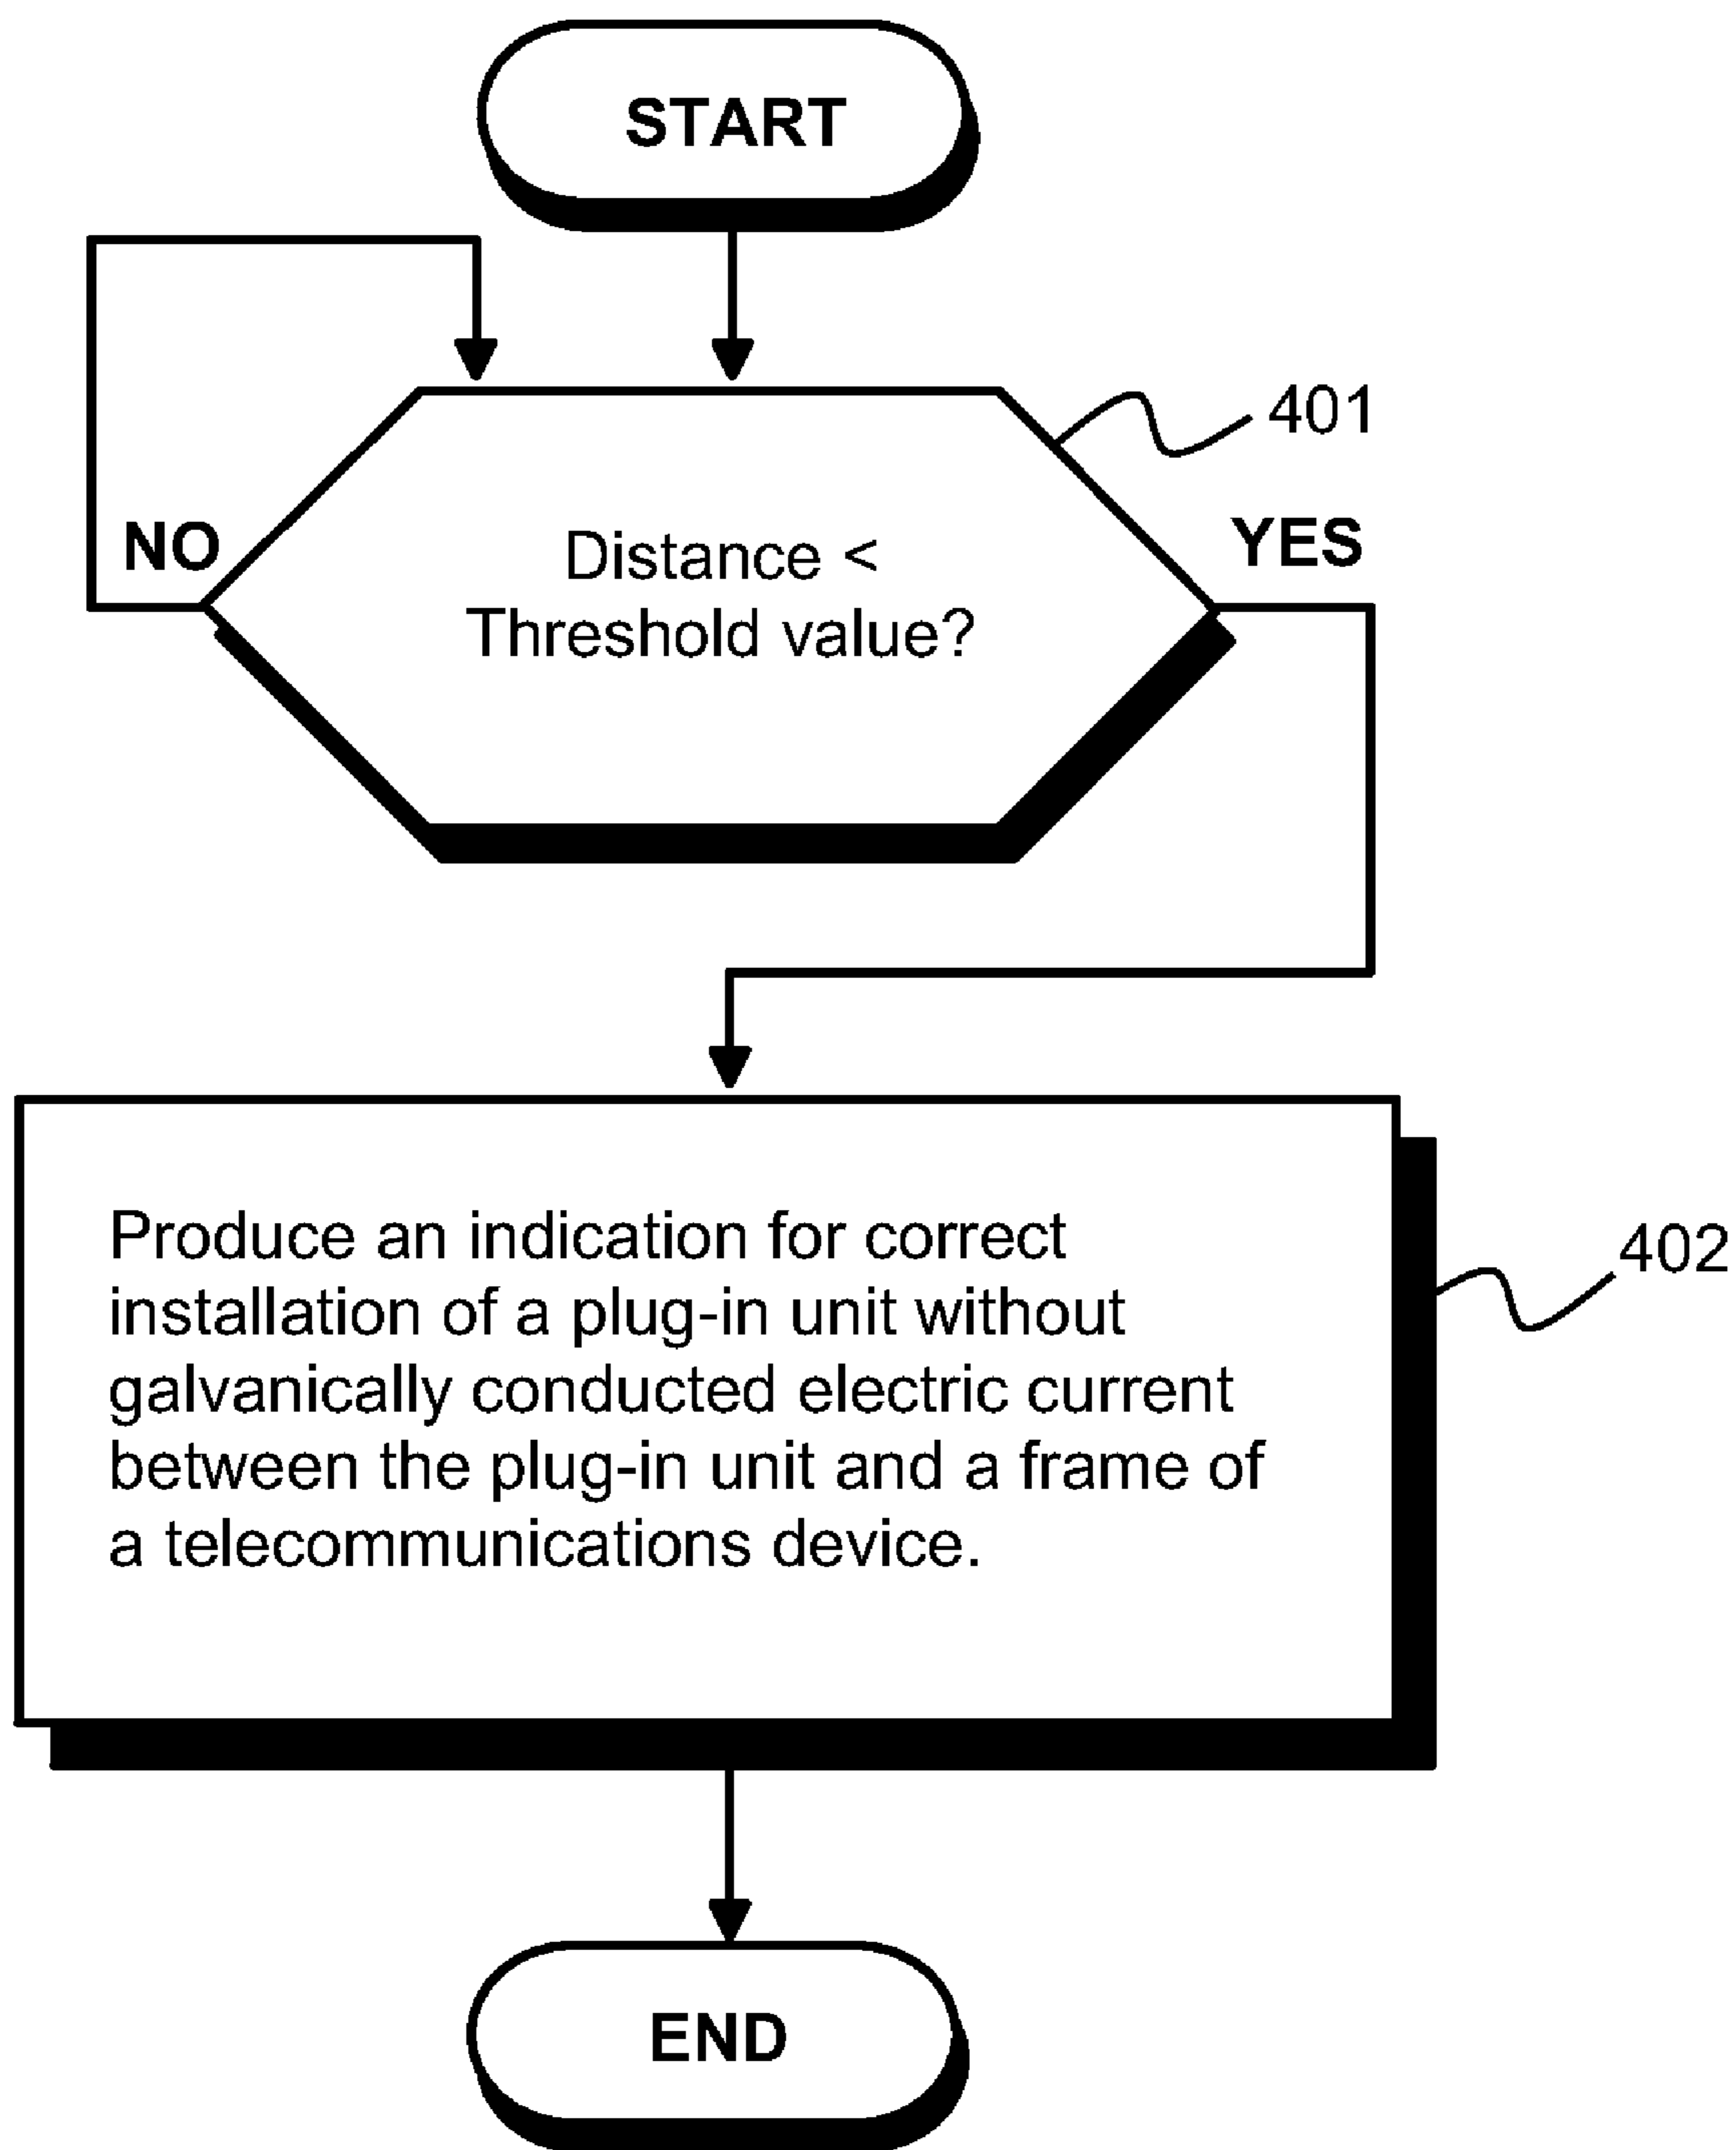 START
401
NO
YES
Distance <
Threshold value?
Produce an indication for correct
installation of a plug-in unit without
galvanically conducted electric current
between the plug-in unit and a frame of
a telecommunications device.
402
END